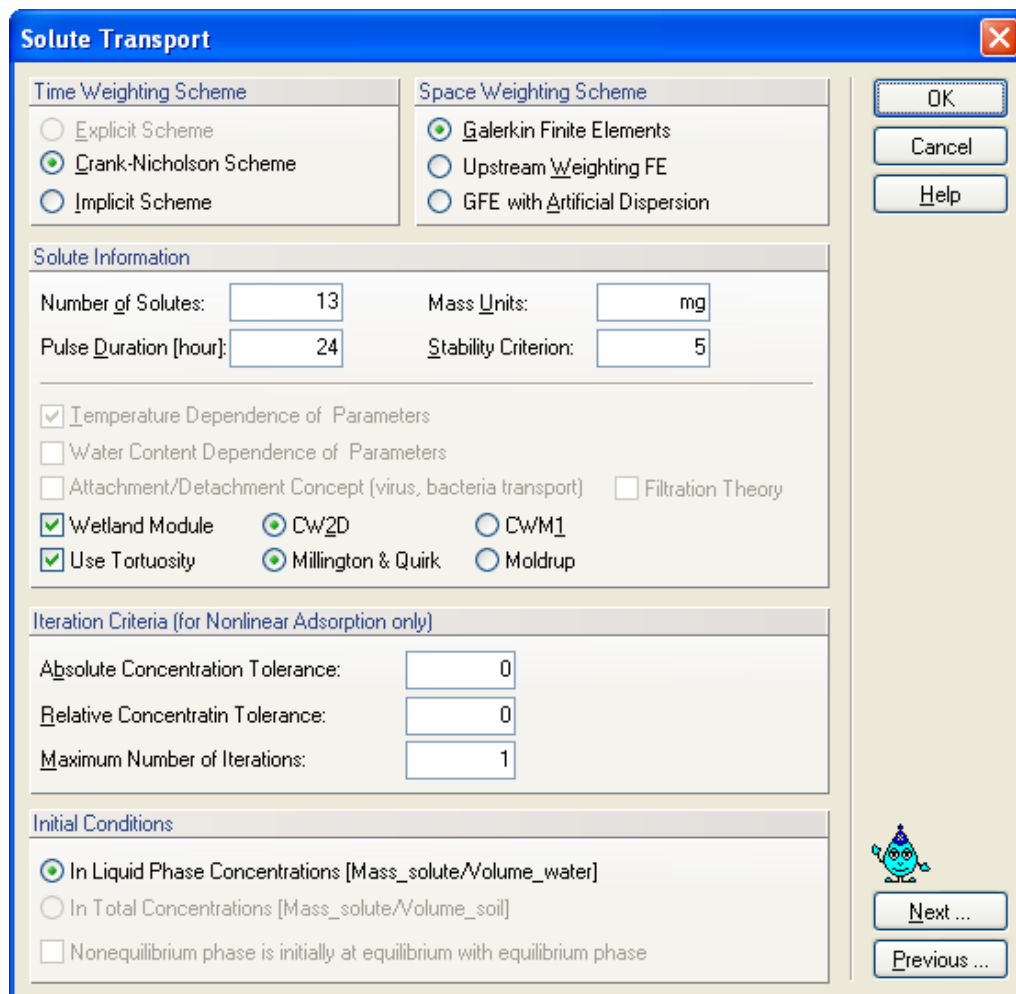 Solute Transport
Time Weighting Scheme
Explicit Scheme
Crank-Nicholson Scheme
Implicit Scheme
Space Weighting Scheme
Galerkin Finite Elements
Upstream Weighting FE
GFE with Artificial Dispersion
OK
Cancel
Help
Solute Information
Number of Solutes: 13 Mass Units: mg
Pulse Duration [hour]: 24 Stability Criterion: 5
Temperature Dependence of Parameters
Water Content Dependence of Parameters
Attachment/Detachment Concept (virus, bacteria transport) Filtration Theory
Wetland Module CW2D CWM1
Use Tortuosity Millington & Quirk Moldrup
Iteration Criteria (for Nonlinear Adsorption only)
Absolute Concentration Tolerance: 0
Relative Concentratin Tolerance: 0
Maximum Number of Iterations: 1
Initial Conditions
In Liquid Phase Concentrations [Mass_solute/Volume_water]
In Total Concentrations [Mass_solute/Volume_soil]
Nonequilibrium phase is initially at equilibrium with equilibrium phase
Next ...
Previous ...